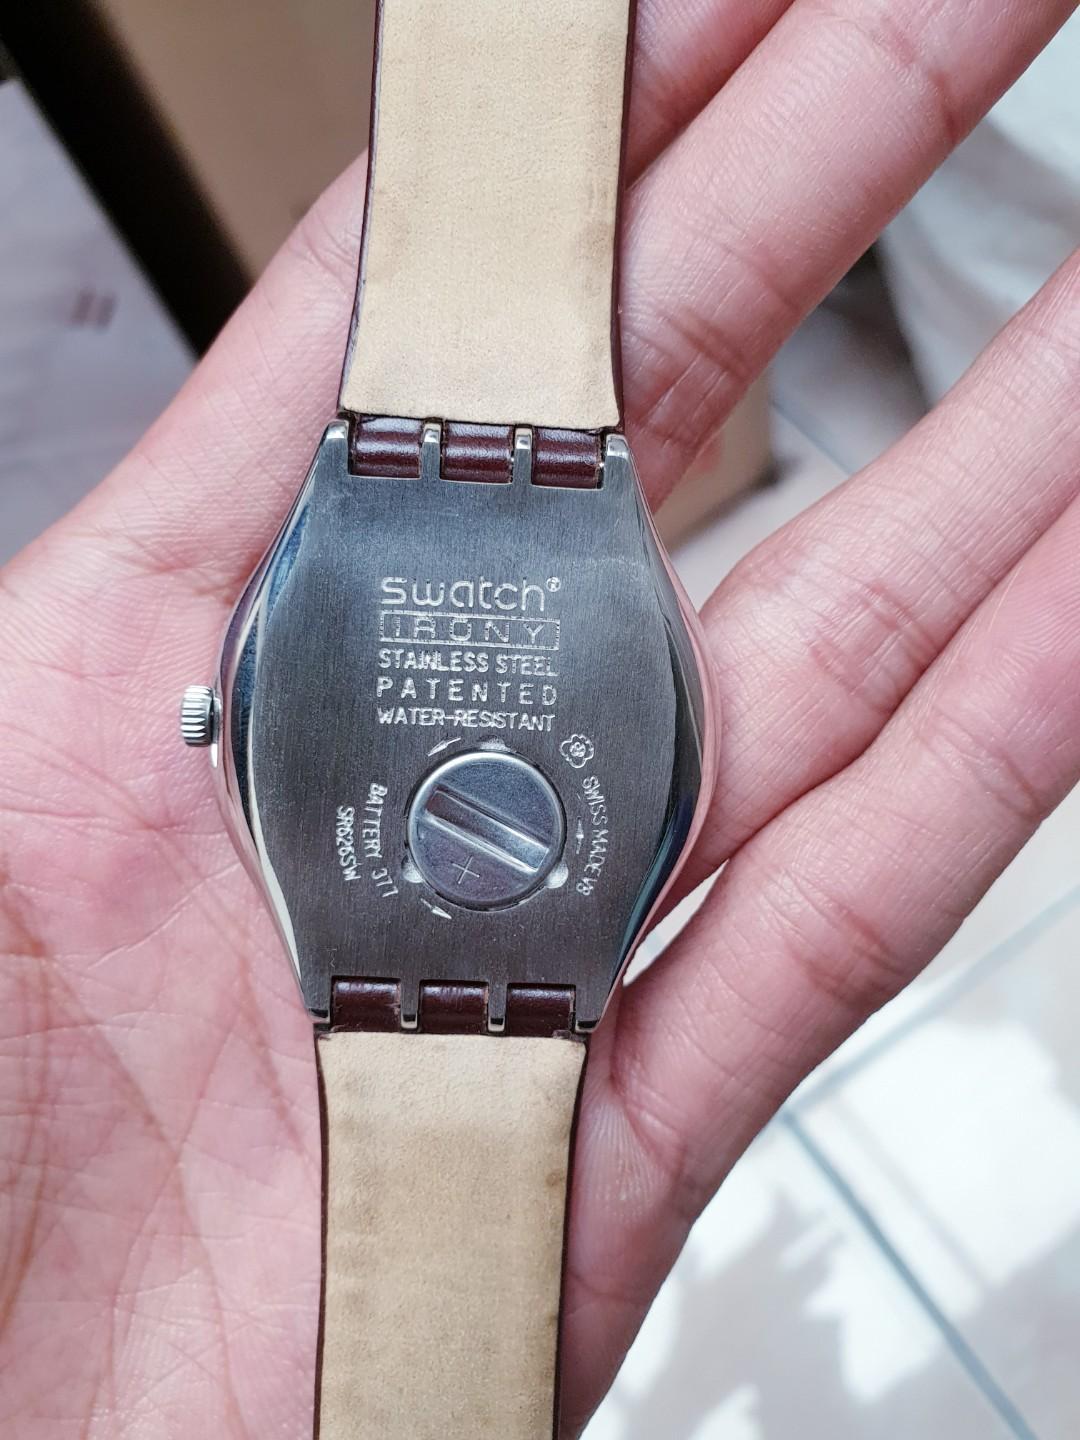 swatch®
IRONY
STAINLESS STEEL
PATENTED
WATER-RESISTANT
BATTERY 377
SR626SW
SWISS MADE V8
+